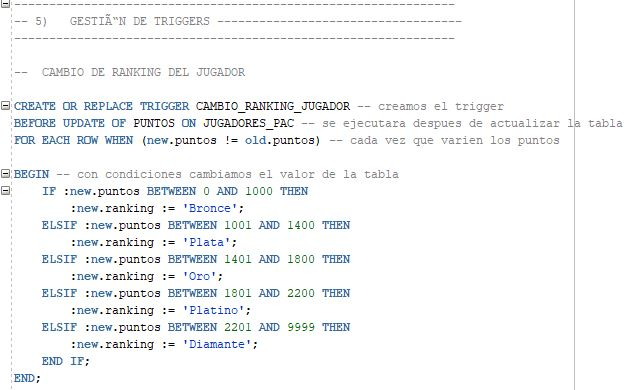 ---------------------------------------------------------------
-- 5)   GESTIÃ“N DE TRIGGERS -----------------------------------
---------------------------------------------------------------
--  CAMBIO DE RANKING DEL JUGADOR
CREATE OR REPLACE TRIGGER CAMBIO_RANKING_JUGADOR -- creamos el trigger
BEFORE UPDATE OF PUNTOS ON JUGADORES_PAC -- se ejecutara despues de actualizar la tabla
FOR EACH ROW WHEN (new.puntos != old.puntos) -- cada vez que varien los puntos
BEGIN -- con condiciones cambiamos el valor de la tabla
    IF :new.puntos BETWEEN 0 AND 1000 THEN
        :new.ranking := 'Bronce';
    ELSIF :new.puntos BETWEEN 1001 AND 1400 THEN
        :new.ranking := 'Plata';
    ELSIF :new.puntos BETWEEN 1401 AND 1800 THEN
        :new.ranking := 'Oro';
    ELSIF :new.puntos BETWEEN 1801 AND 2200 THEN
        :new.ranking := 'Platino';
    ELSIF :new.puntos BETWEEN 2201 AND 9999 THEN
        :new.ranking := 'Diamante';
    END IF;
END;